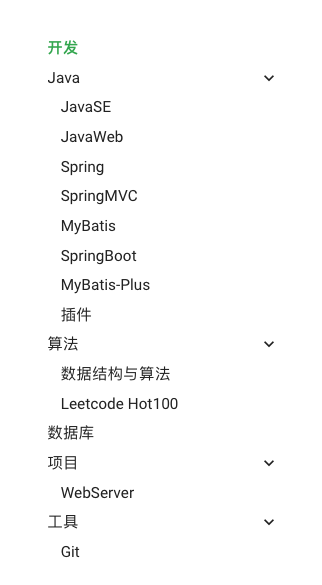 开发
Java
JavaSE
JavaWeb
Spring
SpringMVC
MyBatis
SpringBoot
MyBatis-Plus
插件
算法
数据结构与算法
Leetcode Hot100
数据库
项目
WebServer
工具
Git